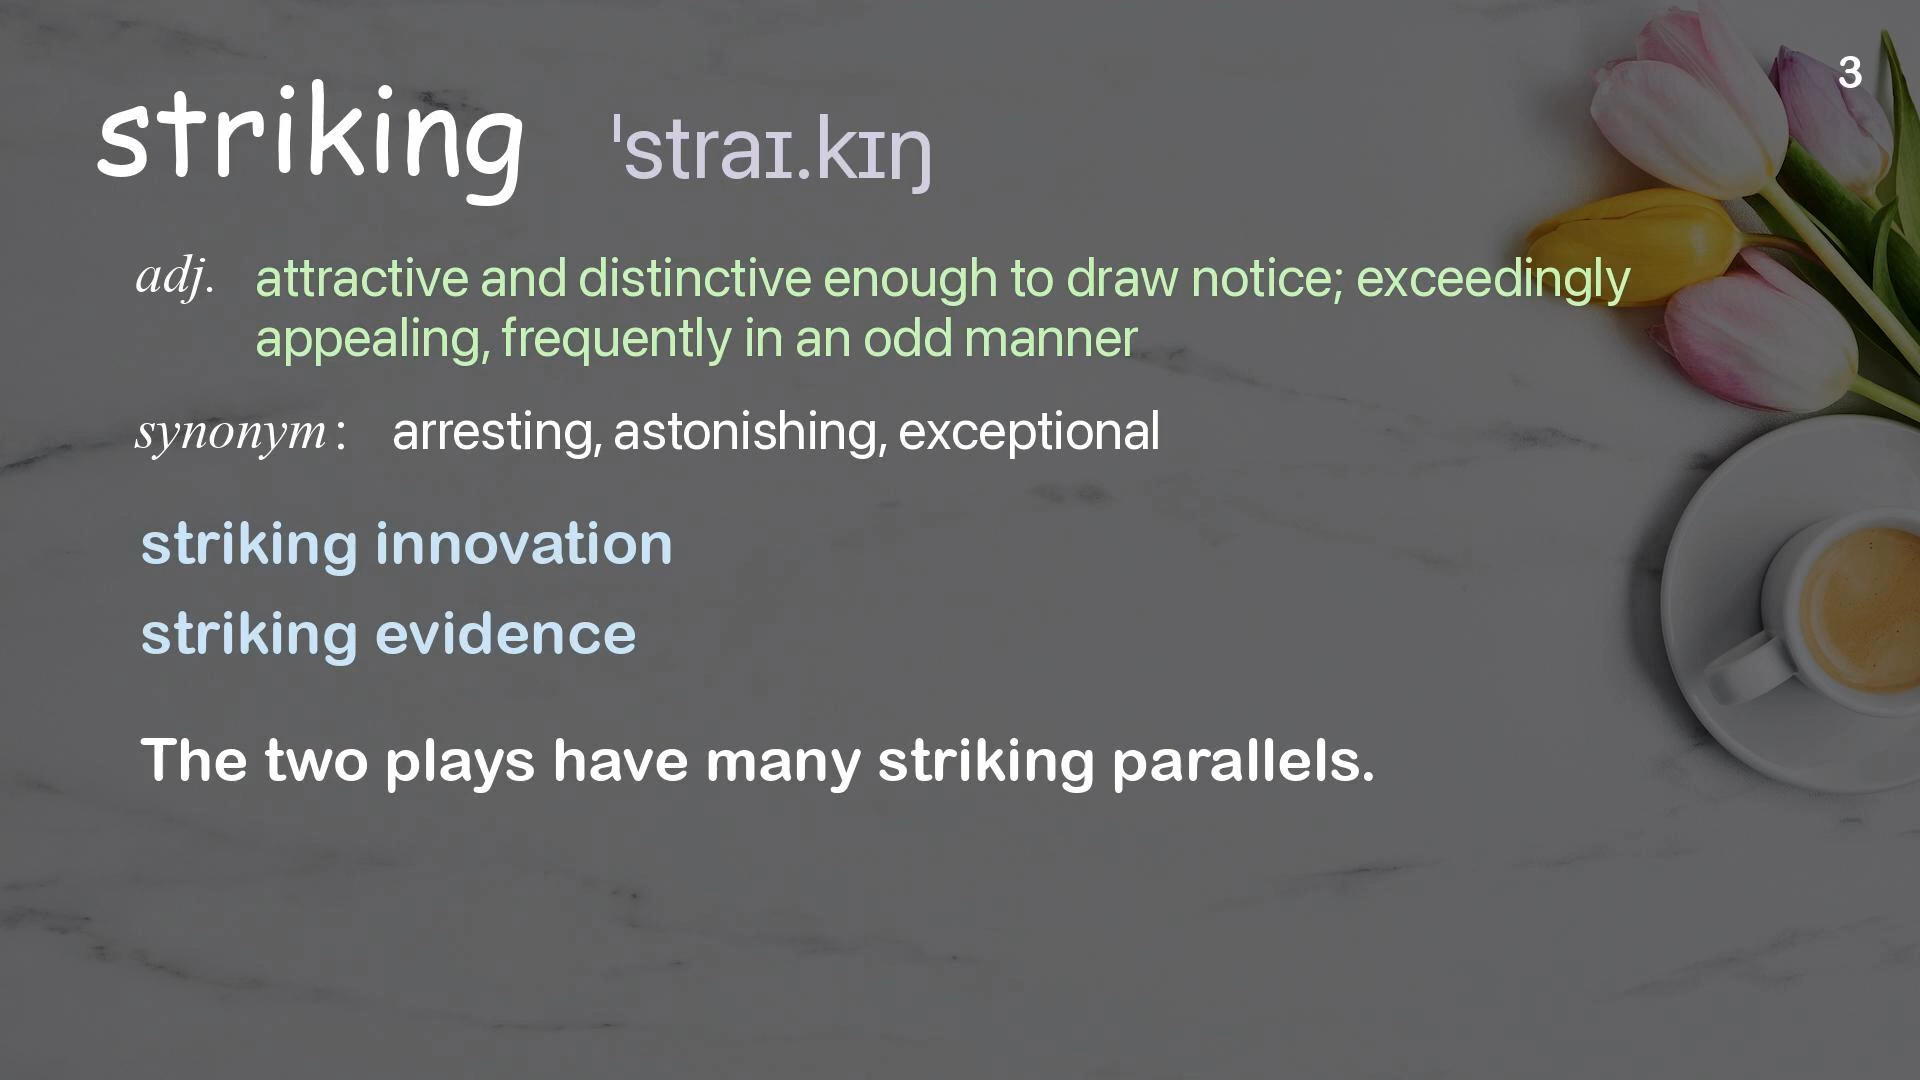 3
striking ˈstraɪ.kɪŋ
adj. attractive and distinctive enough to draw notice; exceedingly
appealing, frequently in an odd manner
synonym: arresting, astonishing, exceptional
striking innovation
striking evidence
The two plays have many striking parallels.